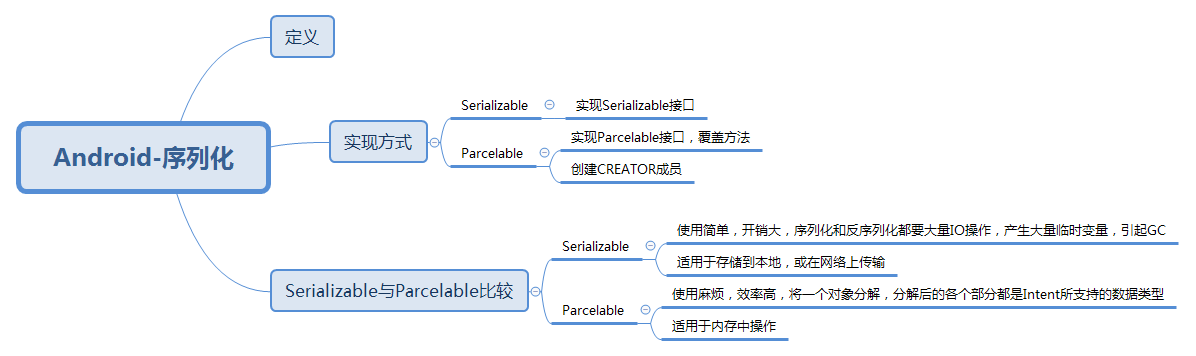 Android-序列化
定义
实现方式
Serializable
实现Serializable接口
Parcelable
实现Parcelable接口，覆盖方法
创建CREATOR成员
Serializable与Parcelable比较
Serializable
使用简单，开销大，序列化和反序列化都要大量IO操作，产生大量临时变量，引起GC
适用于存储到本地，或在网络上传输
Parcelable
使用麻烦，效率高，将一个对象分解，分解后的各个部分都是Intent所支持的数据类型
适用于内存中操作